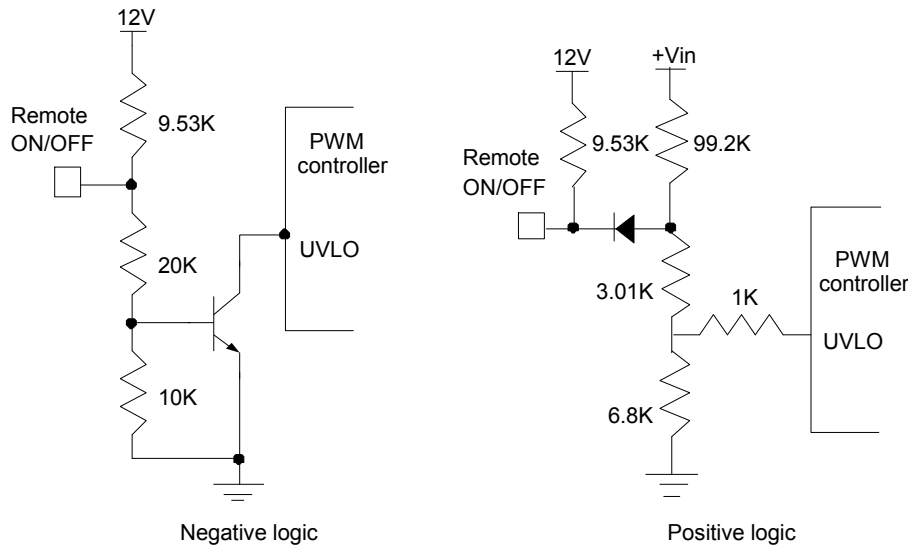 12V
Remote
ON/OFF
9.53K
PWM
controller
20K
UVLO
10K
Negative logic
12V
+Vin
Remote
ON/OFF
9.53K
99.2K
PWM
controller
3.01K
1K
UVLO
6.8K
Positive logic